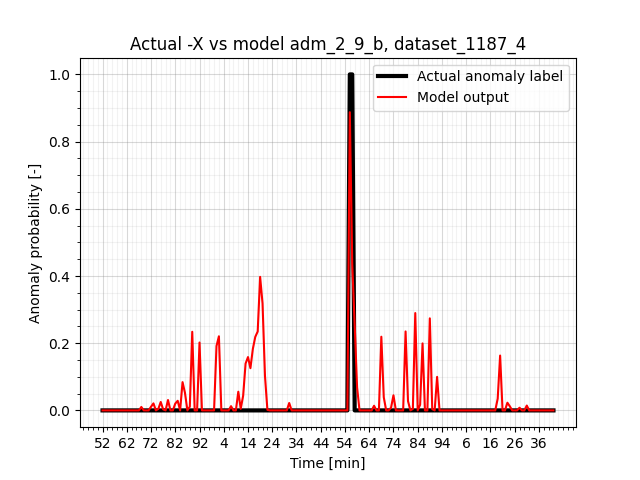 Actual -X vs model adm_2_9_b, dataset_1187_4
Actual anomaly label
Model output
Anomaly probability [-]
1.0
0.8
0.6
0.4
0.2
0.0
52 62 72 82 92 4 14 24 34 44 54 64 74 84 94 6 16 26 36
Time [min]